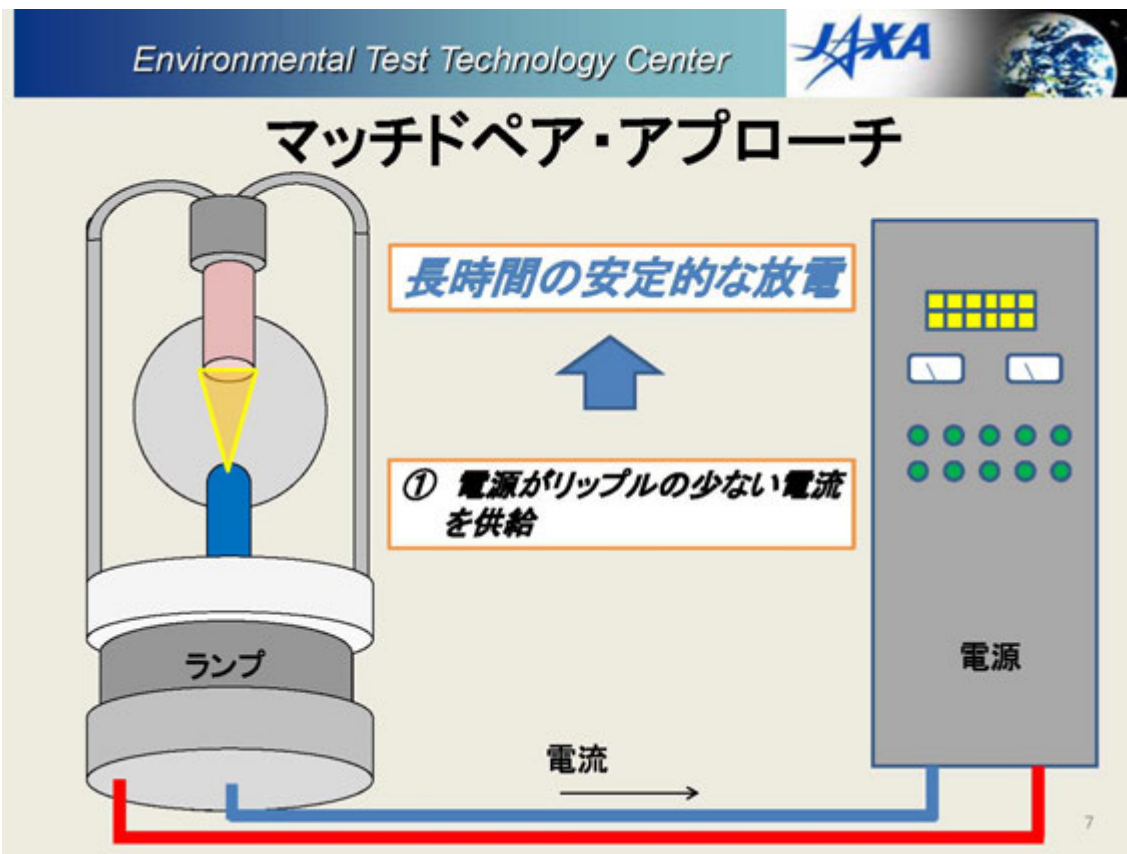 Environmental Test Technology Center
JAXA
マッチドペア・アプローチ
長時間の安定的な放電
① 電源がリップルの少ない電流
を供給
ランプ
電源
電流
7